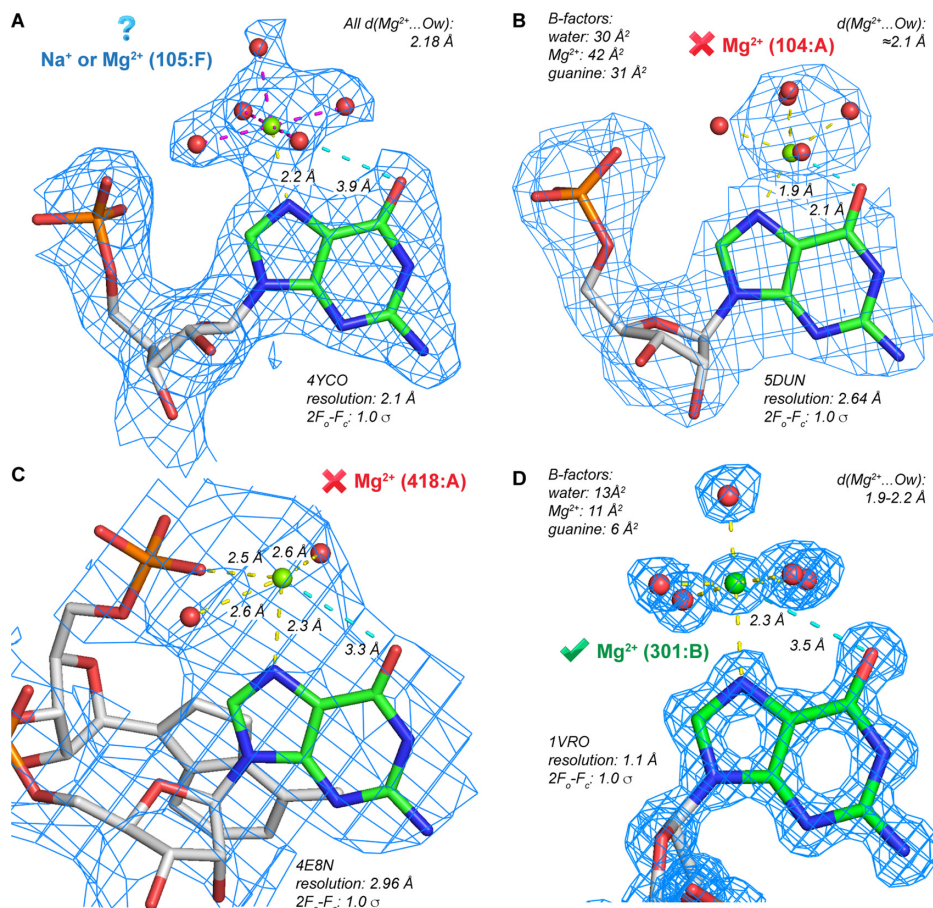 A
?
Na⁺ or Mg²⁺ (105:F)
All d(Mg²⁺...Ow):
2.18 Å
2.2 Å
3.9 Å
4YCO
resolution: 2.1 Å
2Fₒ-F꜀: 1.0 σ
B
B-factors:
water: 30 Å²
Mg²⁺: 42 Å²
guanine: 31 Å²
Mg²⁺ (104:A)
d(Mg²⁺...Ow):
≈2.1 Å
1.9 Å
2.1 Å
5DUN
resolution: 2.64 Å
2Fₒ-F꜀: 1.0 σ
C
Mg²⁺ (418:A)
2.5 Å
2.6 Å
2.6 Å
2.3 Å
3.3 Å
4E8N
resolution: 2.96 Å
2Fₒ-F꜀: 1.0 σ
D
B-factors:
water: 13Å²
Mg²⁺: 11 Å²
guanine: 6 Å²
d(Mg²⁺...Ow):
1.9-2.2 Å
2.3 Å
3.5 Å
Mg²⁺ (301:B)
1VRO
resolution: 1.1 Å
2Fₒ-F꜀: 1.0 σ